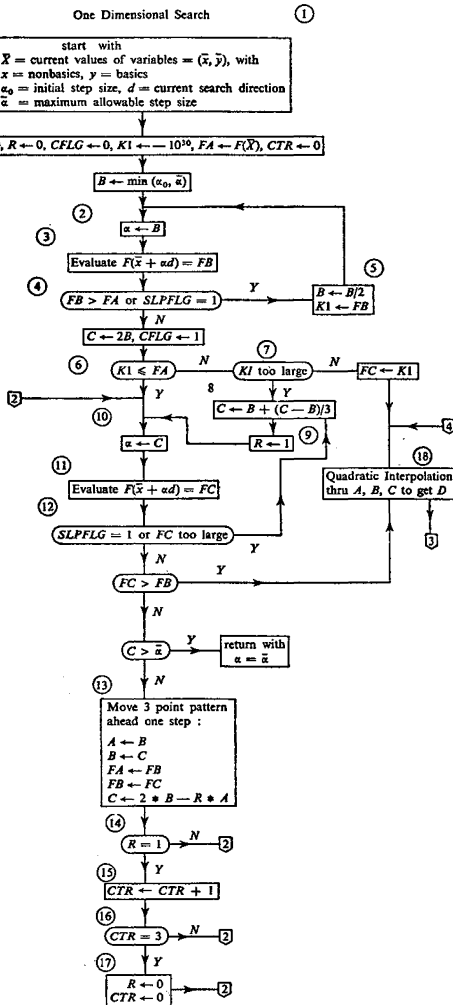 One Dimensional Search
①
start with
X̄ = current values of variables = (x̄, ȳ), with
x = nonbasics, y = basics
α₀ = initial step size, d = current search direction
ᾱ = maximum allowable step size
, R ← 0, CFLG ← 0, K1 ← — 10³⁰, FA ← F(X̄), CTR ← 0
B ← min (α₀, ᾱ)
②
α ← B
③
Evaluate F(x̄ + αd) = FB
④
FB > FA or SLPFLG = 1
Y
⑤
B ← B/2
K1 ← FB
N
C ← 2B, CFLG ← 1
⑥
K1 ⩽ FA
N
⑦
K1 too large
N
FC ← K1
2
Y
Y
8
C ← B + (C — B)/3
4
⑩
α ← C
R ← 1
⑨
⑱
Quadratic Interpolation
thru A, B, C to get D
3
⑪
Evaluate F(x̄ + αd) = FC
⑫
SLPFLG = 1 or FC too large
Y
N
FC > FB
Y
N
C > ᾱ
Y
return with
α = ᾱ
N
⑬
Move 3 point pattern
ahead one step :
A ← B
B ← C
FA ← FB
FB ← FC
C ← 2 * B — R * A
⑭
R = 1
N
2
Y
⑮
CTR ← CTR + 1
⑯
CTR = 3
N
2
Y
⑰
R ← 0
CTR ← 0
2